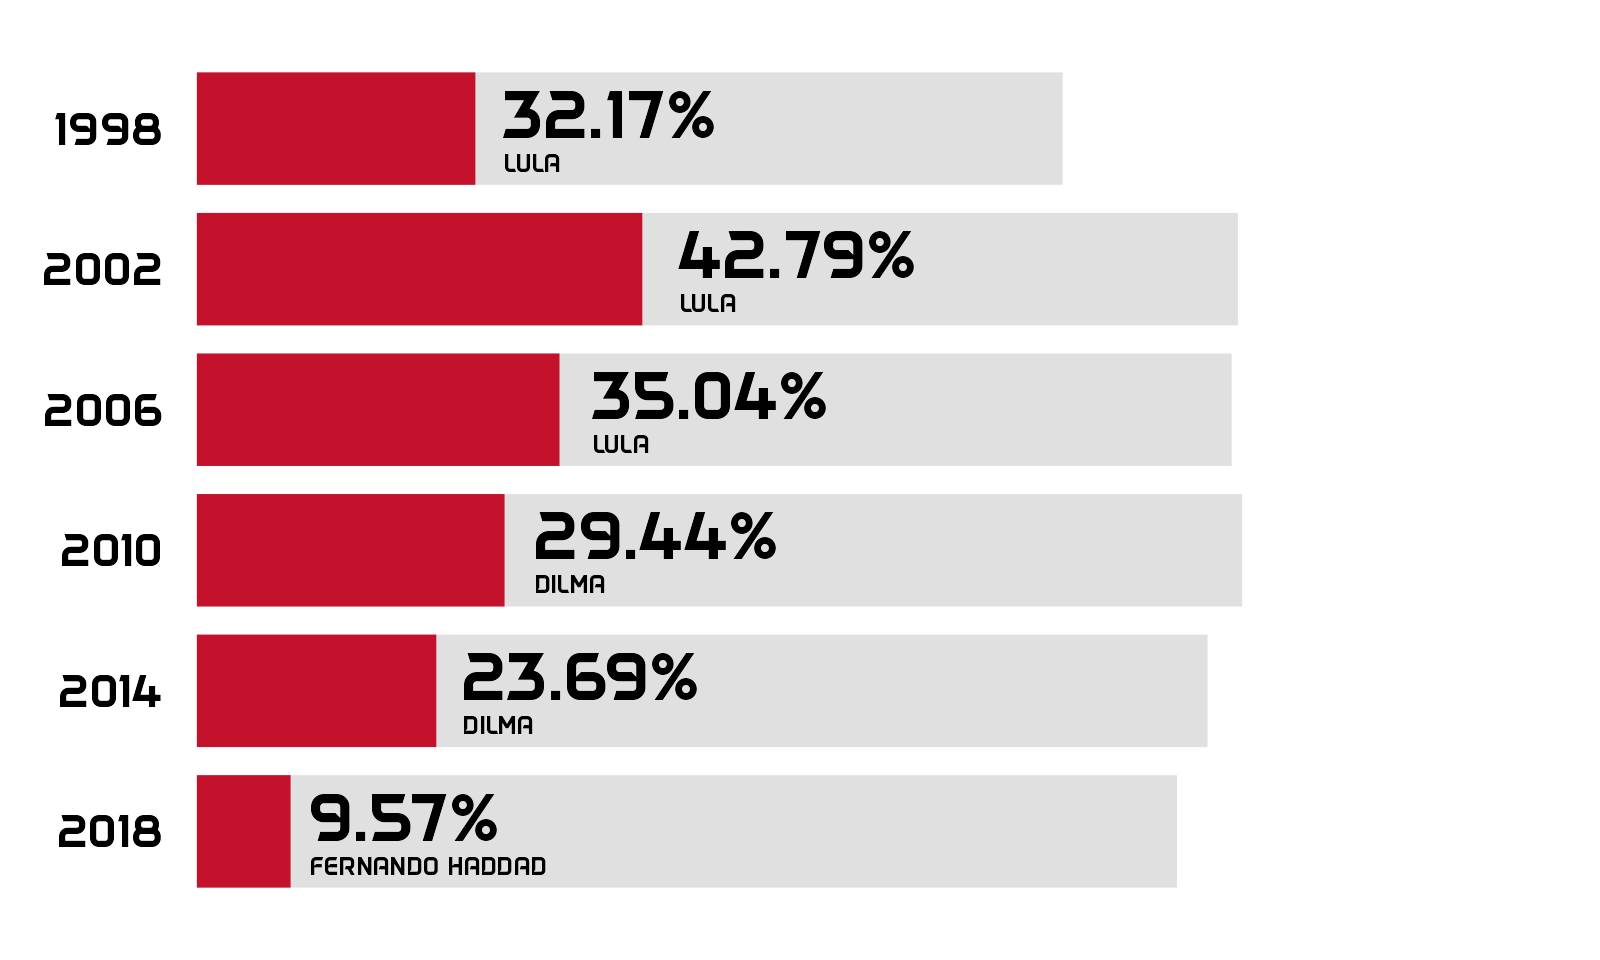 1998
32.17%
LULA
2002
42.79%
LULA
2006
35.04%
LULA
2010
29.44%
DILMA
2014
23.69%
DILMA
2018
9.57%
FERNANDO HADDAD